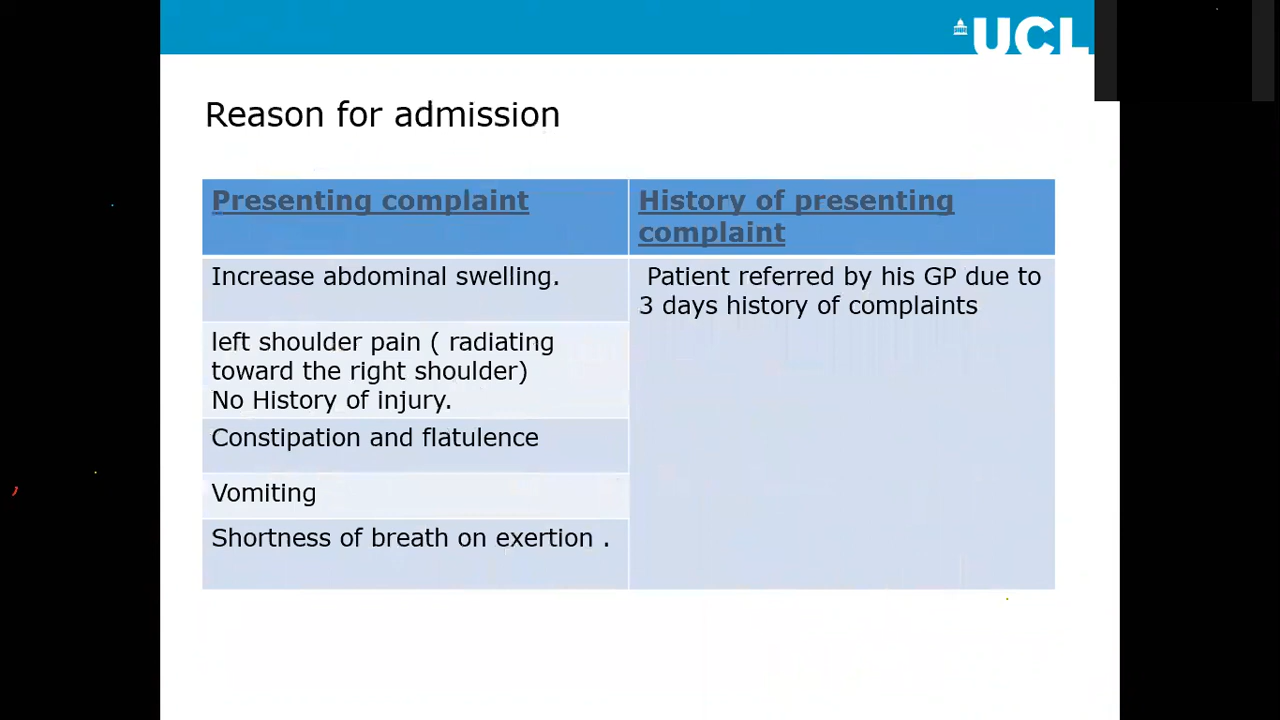 UCL
Reason for admission
Presenting complaint
History of presenting
complaint
Increase abdominal swelling.
Patient referred by his GP due to
3 days history of complaints
left shoulder pain ( radiating
toward the right shoulder)
No History of injury.
Constipation and flatulence
Vomiting
Shortness of breath on exertion .